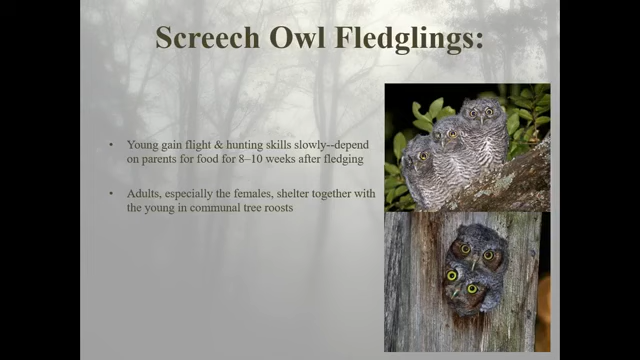 Screech Owl Fledglings:
• Young gain flight & hunting skills slowly--depend
on parents for food for 8–10 weeks after fledging
• Adults, especially the females, shelter together with
the young in communal tree roosts